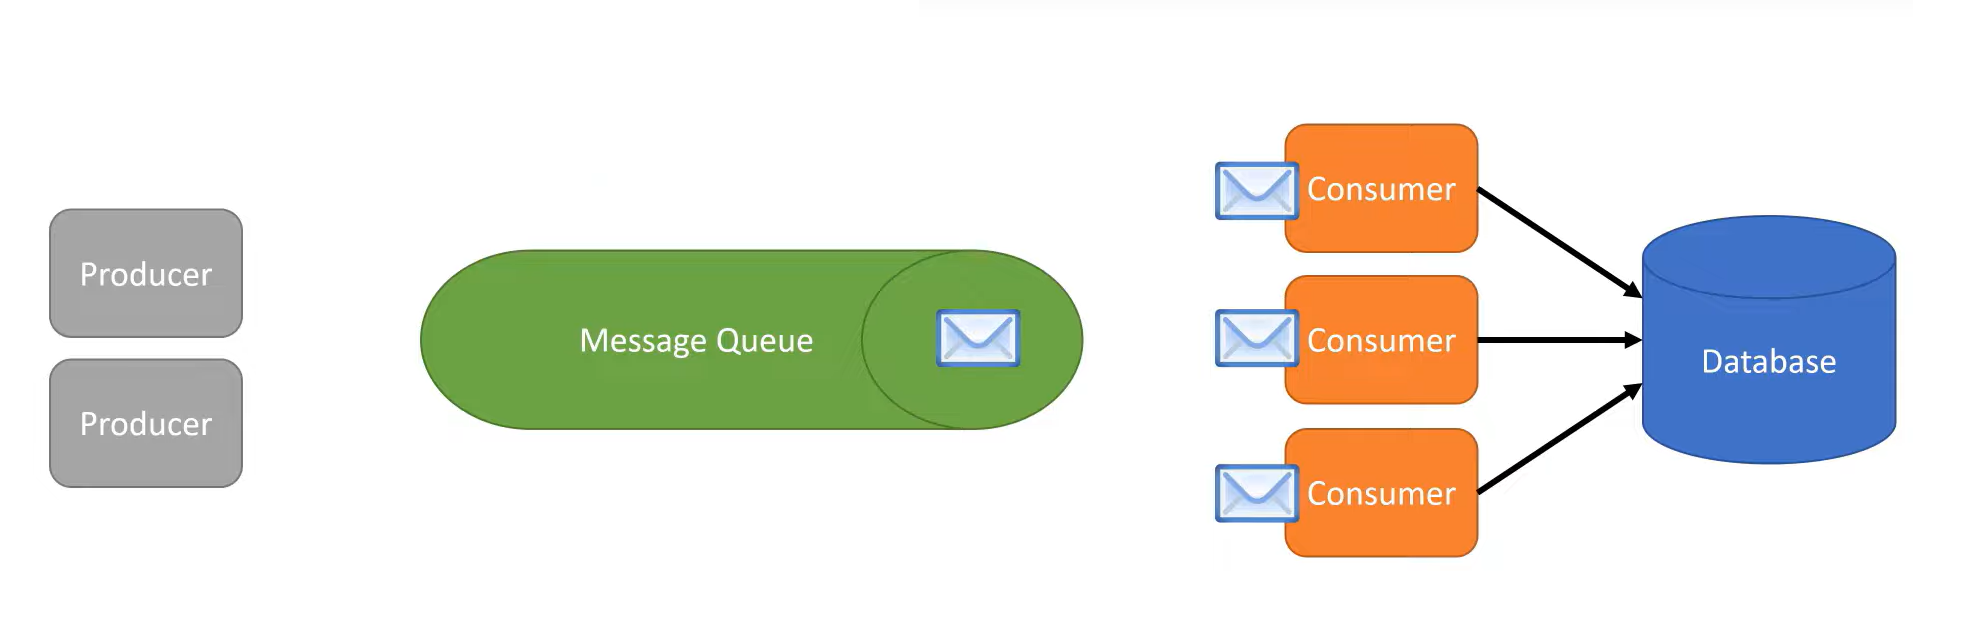 Producer
Producer
Message Queue
Consumer
Consumer
Consumer
Database